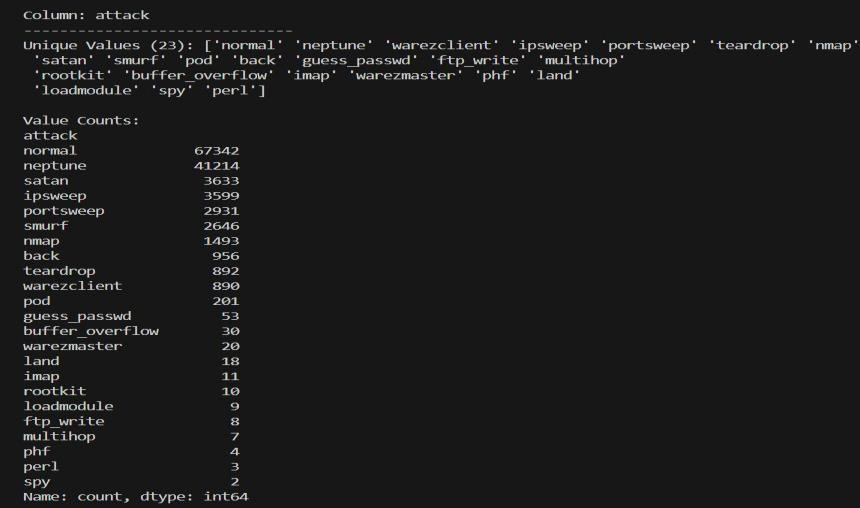 Column: attack
------------------------------
Unique Values (23): ['normal' 'neptune' 'warezclient' 'ipsweep' 'portsweep' 'teardrop' 'nmap'
 'satan' 'smurf' 'pod' 'back' 'guess_passwd' 'ftp_write' 'multihop'
 'rootkit' 'buffer_overflow' 'imap' 'warezmaster' 'phf' 'land'
 'loadmodule' 'spy' 'perl']

Value Counts:
attack
normal             67342
neptune            41214
satan               3633
ipsweep             3599
portsweep           2931
smurf               2646
nmap                1493
back                 956
teardrop             892
warezclient          890
pod                  201
guess_passwd          53
buffer_overflow       30
warezmaster           20
land                  18
imap                  11
rootkit               10
loadmodule             9
ftp_write              8
multihop               7
phf                    4
perl                   3
spy                    2
Name: count, dtype: int64